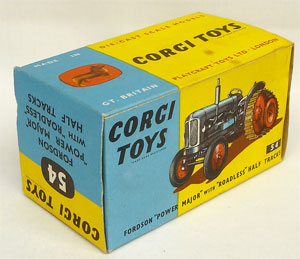 MADE IN
GT. BRITAIN
DIE-CAST SCALE MODELS
CORGI TOYS
PLAYCRAFT TOYS LTD. LONDON
FORDSON
"POWER MAJOR"
WITH "ROADLESS"
HALF TRACKS
54
CORGI
TOYS
CORGI
TOYS
54
FORDSON "POWER MAJOR" WITH "ROADLESS" HALF TRACKS